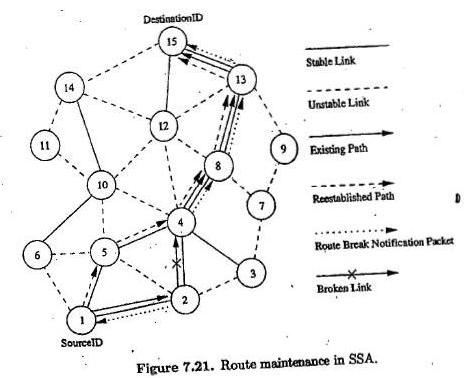 DestinationID
15
13
14
12
11
9
8
10
7
4
5
6
3
2
1
SourceID
Stable Link
Unstable Link
Existing Path
Reestablished Path
Route Break Notification Packet
Broken Link
Figure 7.21. Route maintenance in SSA.